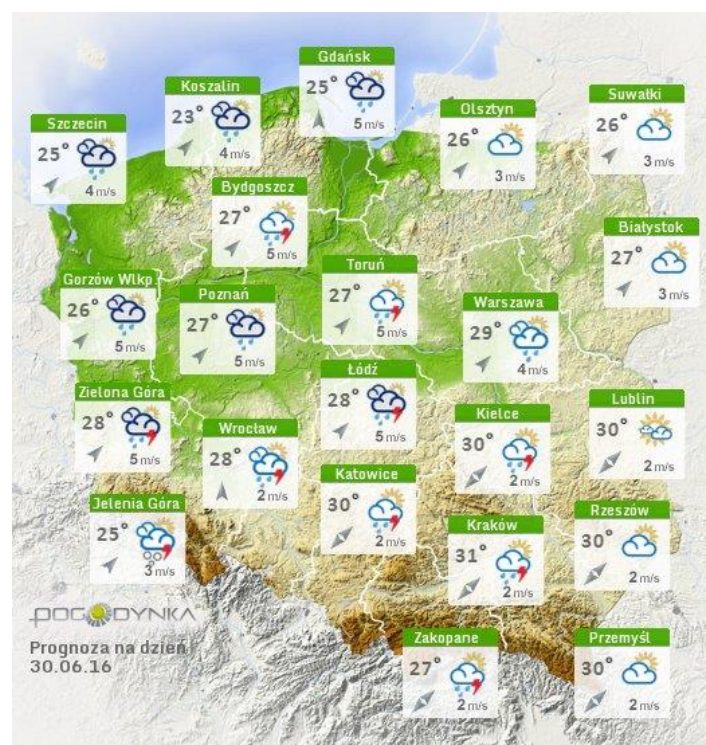 Gdańsk
25°
5 m/s
Koszalin
23°
4 m/s
Suwałki
26°
3 m/s
Olsztyn
26°
3 m/s
Szczecin
25°
4 m/s
Bydgoszcz
27°
5 m/s
Białystok
27°
3 m/s
Toruń
27°
5 m/s
Gorzów Wlkp
26°
5 m/s
Poznań
27°
5 m/s
Warszawa
29°
4 m/s
Łódź
28°
5 m/s
Zielona Góra
28°
5 m/s
Lublin
30°
2 m/s
Kielce
30°
2 m/s
Wrocław
28°
2 m/s
Katowice
30°
2 m/s
Jelenia Góra
25°
3 m/s
Rzeszów
30°
2 m/s
Kraków
31°
2 m/s
POGODYNKA
Prognoza na dzień
30.06.16
Zakopane
27°
2 m/s
Przemyśl
30°
2 m/s